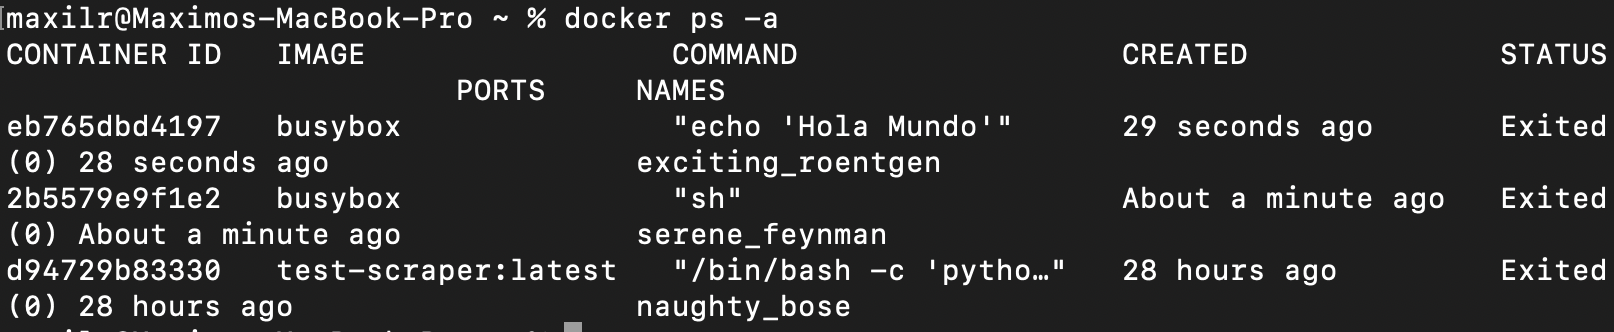 maxilr@Maximos-MacBook-Pro ~ % docker ps -a
CONTAINER ID   IMAGE                 COMMAND                  CREATED              STATUS
                         PORTS     NAMES
eb765dbd4197   busybox               "echo 'Hola Mundo'"      29 seconds ago       Exited
(0) 28 seconds ago                 exciting_roentgen
2b5579e9f1e2   busybox               "sh"                     About a minute ago   Exited
(0) About a minute ago             serene_feynman
d94729b83330   test-scraper:latest   "/bin/bash -c 'pytho…"   28 hours ago         Exited
(0) 28 hours ago                   naughty_bose